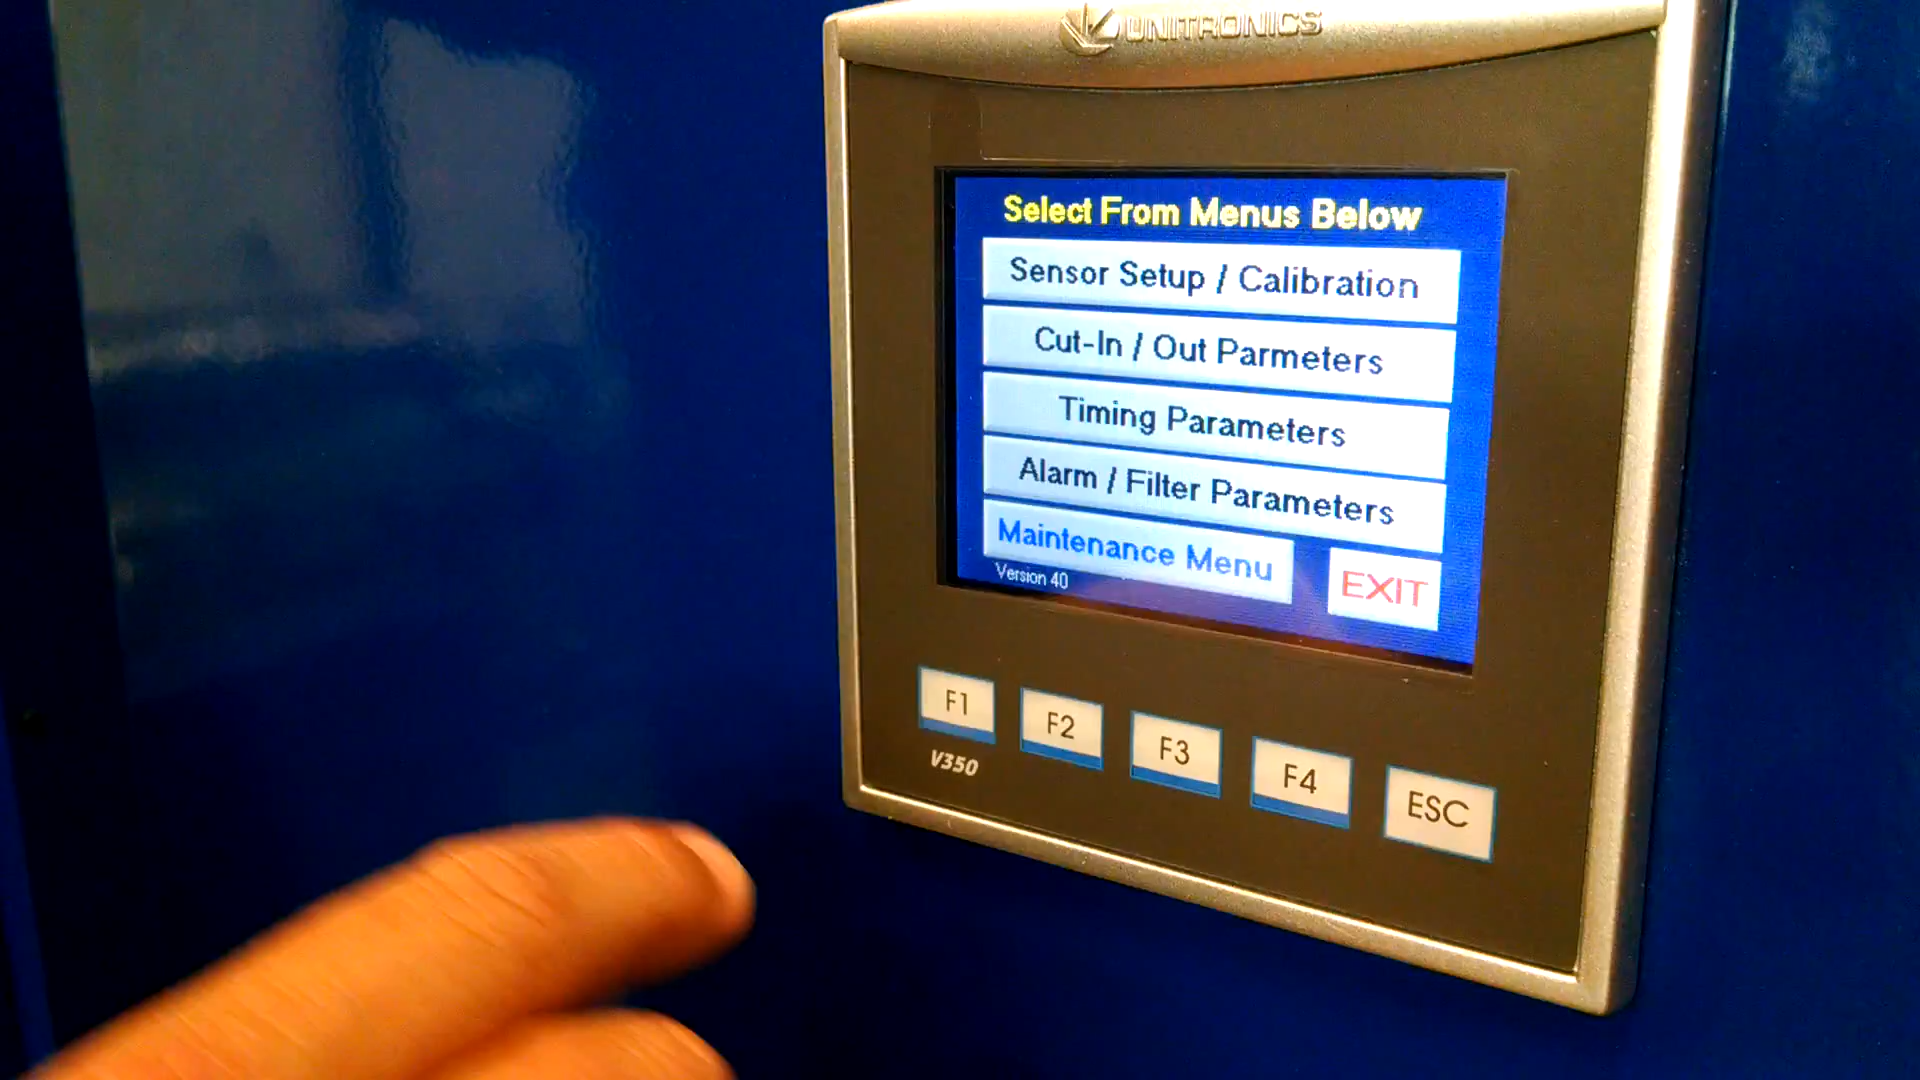 UNITRONICS
Select From Menus Below
Sensor Setup / Calibration
Cut-In / Out Parmeters
Timing Parameters
Alarm / Filter Parameters
Maintenance Menu
EXIT
Version 40
F1
F2
F3
F4
ESC
V350